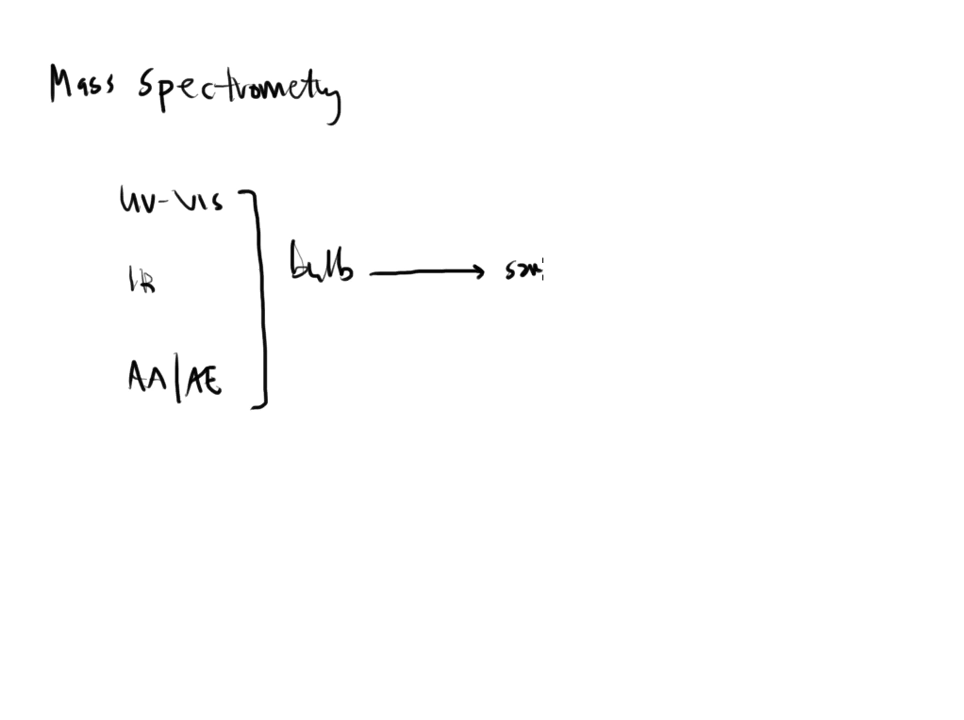 Mass Spectrometry
UV-VIS
IR
AA|AE
bulb →